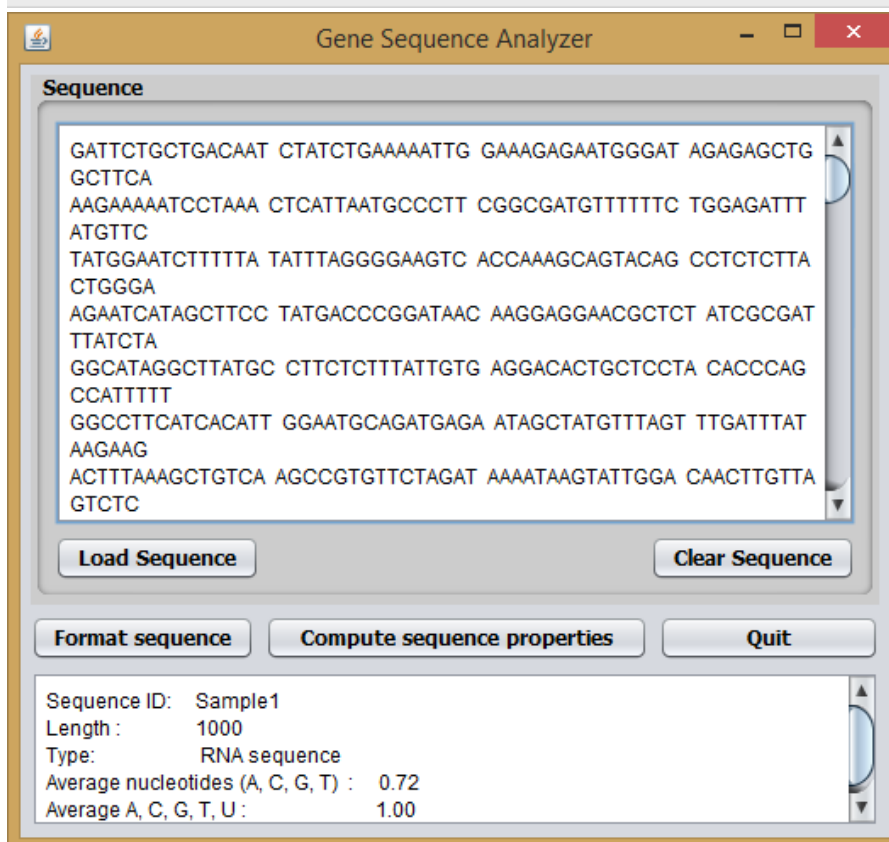 Gene Sequence Analyzer
Sequence
GATTCTGCTGACAAT CTATCTGAAAAATTG GAAAGAGAATGGGAT AGAGAGCTG
GCTTCA
AAGAAAAATCCTAAA CTCATTAATGCCCTT CGGCGATGTTTTTTC TGGAGATTT
ATGTTC
TATGGAATCTTTTTA TATTTAGGGGAAGTC ACCAAAGCAGTACAG CCTCTCTTA
CTGGGA
AGAATCATAGCTTCC TATGACCCGGATAAC AAGGAGGAACGCTCT ATCGCGAT
TTATCTA
GGCATAGGCTTATGC CTTCTCTTTATTGTG AGGACACTGCTCCTA CACCCAG
CCATTTTT
GGCCTTCATCACATT GGAATGCAGATGAGA ATAGCTATGTTTAGT TTGATTTAT
AAGAAG
ACTTTAAAGCTGTCA AGCCGTGTTCTAGAT AAAATAAGTATTGGA CAACTTGTTA
GTCTC
Load Sequence
Clear Sequence
Format sequence
Compute sequence properties
Quit
Sequence ID: Sample1
Length : 1000
Type: RNA sequence
Average nucleotides (A, C, G, T) : 0.72
Average A, C, G, T, U : 1.00